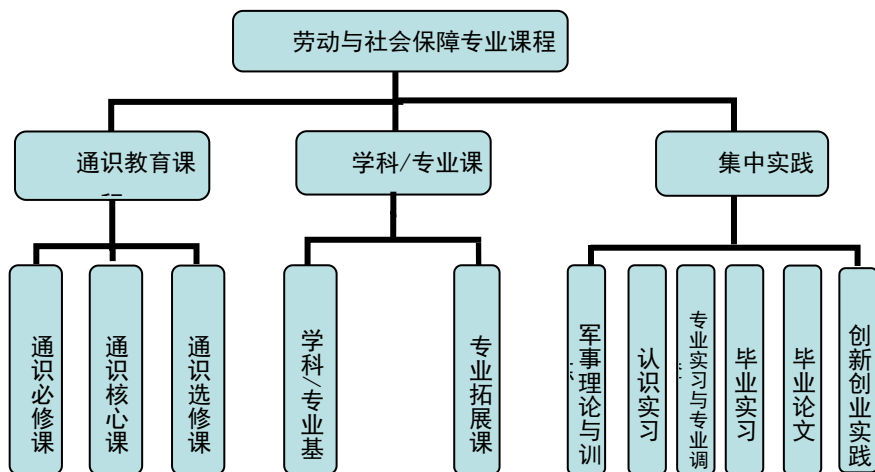 劳动与社会保障专业课程
通识教育课
学科/专业课
集中实践
通识必修课
通识核心课
通识选修课
学科/专业基
专业拓展课
军事理论与训
认识实习
专业实习与专业调
毕业实习
毕业论文
创新创业实践